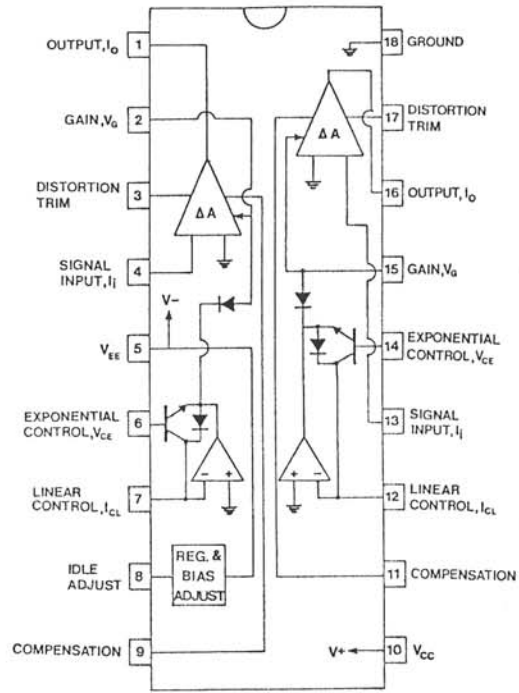 OUTPUT, Io
1
GAIN, VG
2
DISTORTION
TRIM
3
SIGNAL
INPUT, Ii
4
V-
VEE
5
EXPONENTIAL
CONTROL, VCE
6
LINEAR
CONTROL, ICL
7
IDLE
ADJUST
8
COMPENSATION
9
ΔA
- +
REG. &
BIAS
ADJUST
18
GROUND
17
DISTORTION
TRIM
ΔA
16
OUTPUT, Io
15
GAIN, VG
14
EXPONENTIAL
CONTROL, VCE
13
SIGNAL
INPUT, Ii
+ -
12
LINEAR
CONTROL, ICL
11
COMPENSATION
V+
10
VCC